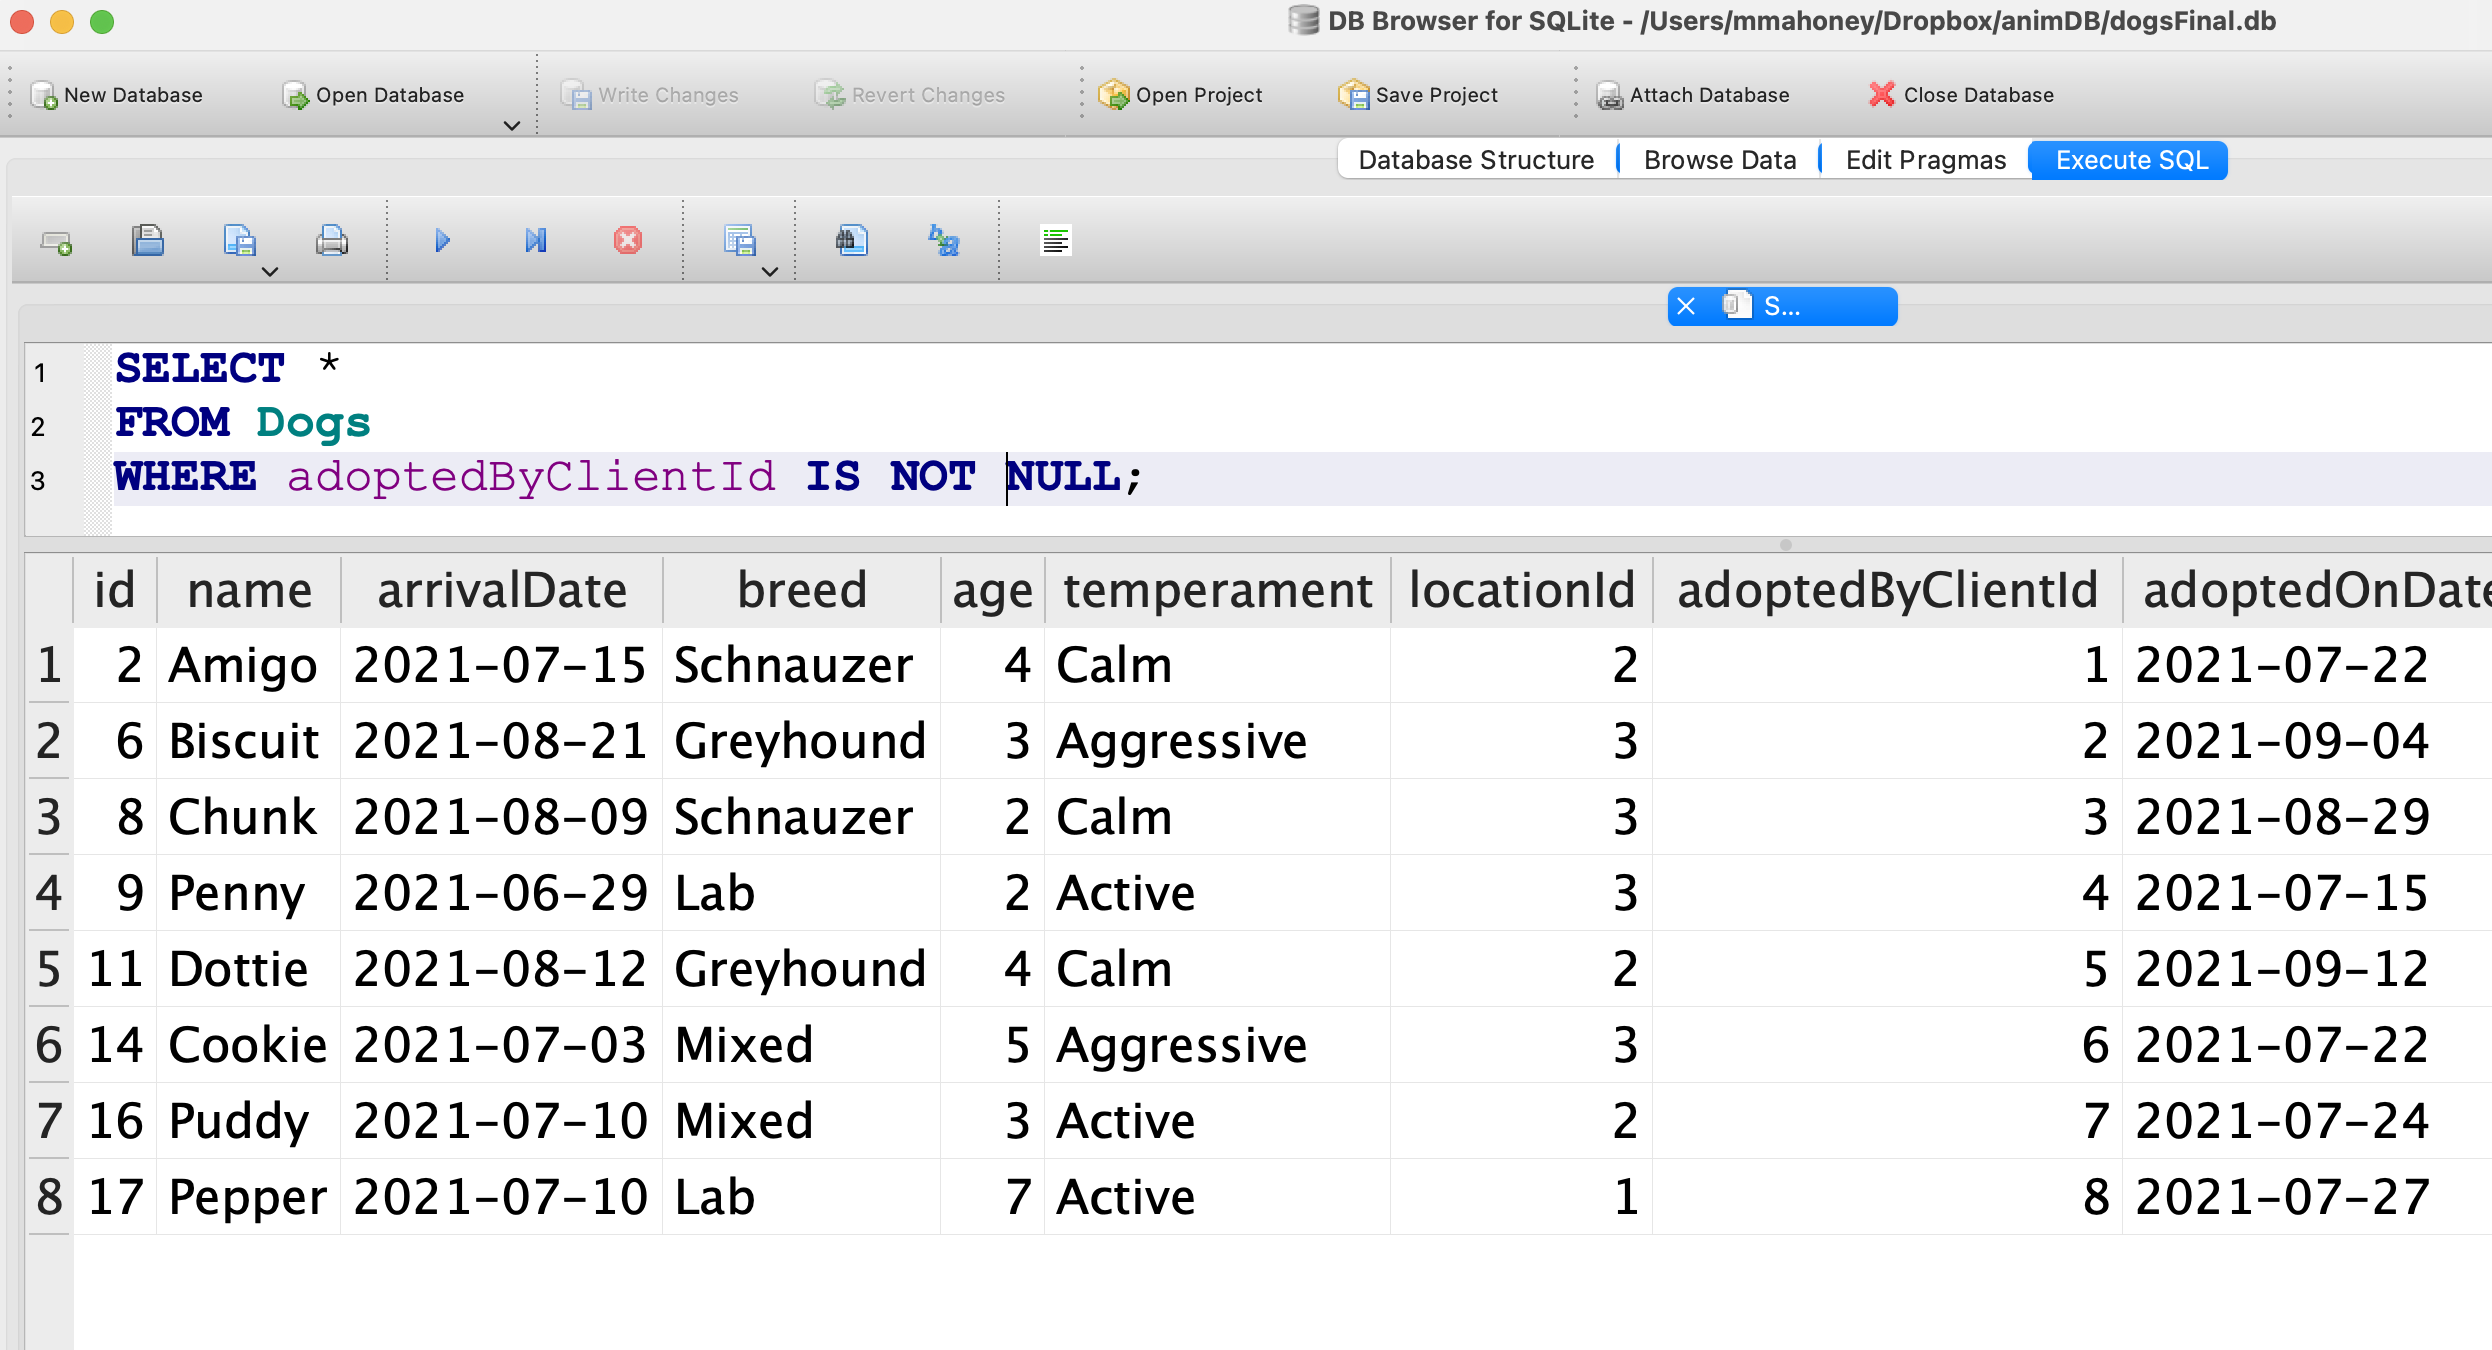 DB Browser for SQLite - /Users/mmahoney/Dropbox/animDB/dogsFinal.db
New Database Open Database Write Changes Revert Changes Open Project Save Project Attach Database Close Database
Database Structure Browse Data Edit Pragmas Execute SQL
S...
1 SELECT *
2 FROM Dogs
3 WHERE adoptedByClientId IS NOT NULL;
id name arrivalDate breed age temperament locationId adoptedByClientId adoptedOnDate
1 2 Amigo 2021-07-15 Schnauzer 4 Calm 2 1 2021-07-22
2 6 Biscuit 2021-08-21 Greyhound 3 Aggressive 3 2 2021-09-04
3 8 Chunk 2021-08-09 Schnauzer 2 Calm 3 3 2021-08-29
4 9 Penny 2021-06-29 Lab 2 Active 3 4 2021-07-15
5 11 Dottie 2021-08-12 Greyhound 4 Calm 2 5 2021-09-12
6 14 Cookie 2021-07-03 Mixed 5 Aggressive 3 6 2021-07-22
7 16 Puddy 2021-07-10 Mixed 3 Active 2 7 2021-07-24
8 17 Pepper 2021-07-10 Lab 7 Active 1 8 2021-07-27